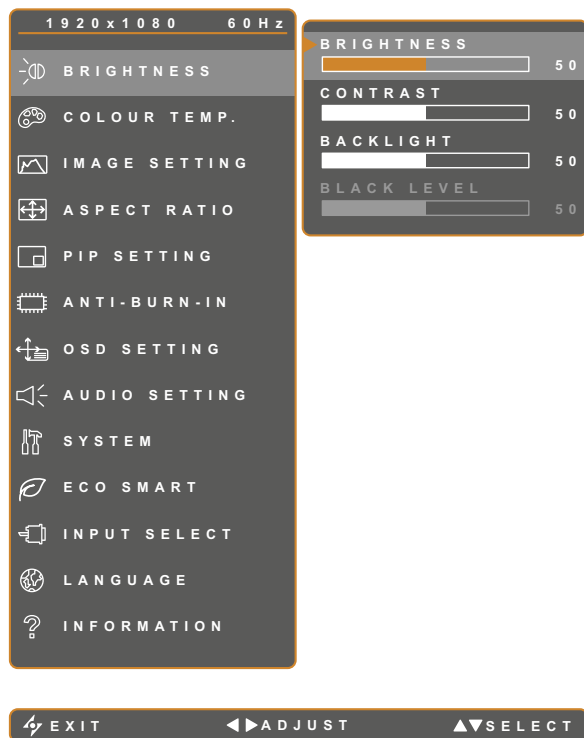 1920x1080 60Hz
BRIGHTNESS
COLOUR TEMP.
IMAGE SETTING
ASPECT RATIO
PIP SETTING
ANTI-BURN-IN
OSD SETTING
AUDIO SETTING
SYSTEM
ECO SMART
INPUT SELECT
LANGUAGE
INFORMATION
BRIGHTNESS
50
CONTRAST
50
BACKLIGHT
50
BLACK LEVEL
50
EXIT ADJUST SELECT